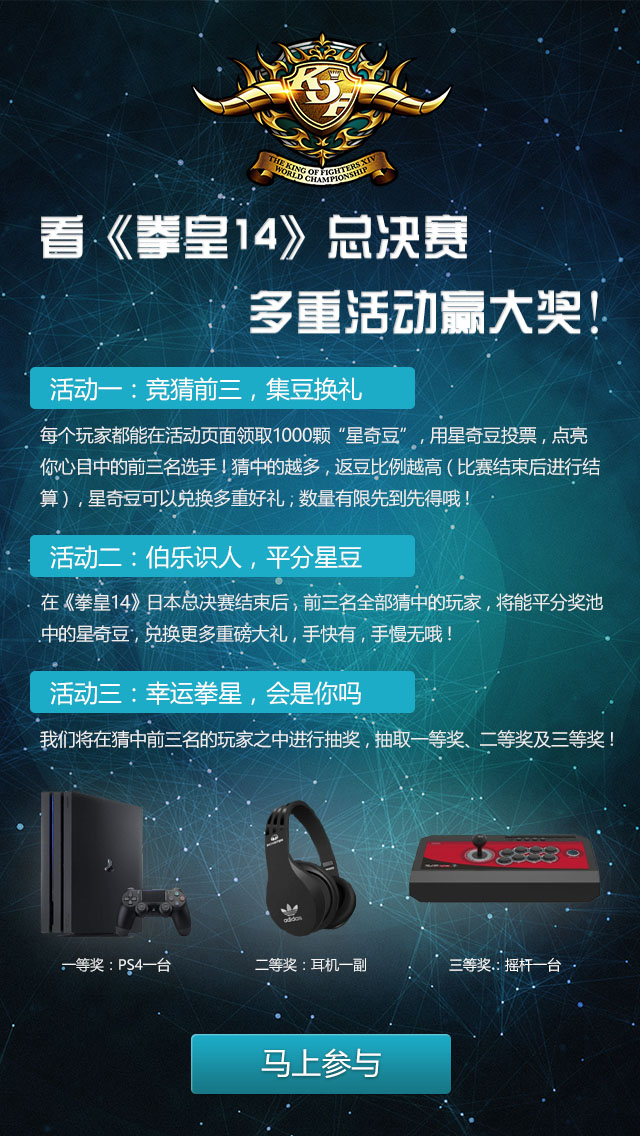 KOF
THE KING OF FIGHTERS XIV
WORLD CHAMPIONSHIP
看《拳皇14》总决赛
多重活动赢大奖！
活动一：竞猜前三，集豆换礼
每个玩家都能在活动页面领取1000颗“星奇豆”，用星奇豆投票，点亮
你心目中的前三名选手！猜中的越多，返豆比例越高（比赛结束后进行结
算），星奇豆可以兑换多重好礼；数量有限先到先得哦！
活动二：伯乐识人，平分星豆
在《拳皇14》日本总决赛结束后，前三名全部猜中的玩家，将能平分奖池
中的星奇豆，兑换更多重磅大礼，手快有，手慢无哦！
活动三：幸运拳星，会是你吗
我们将在猜中前三名的玩家之中进行抽奖，抽取一等奖、二等奖及三等奖！
adidas
一等奖：PS4一台
二等奖：耳机一副
三等奖：摇杆一台
马上参与